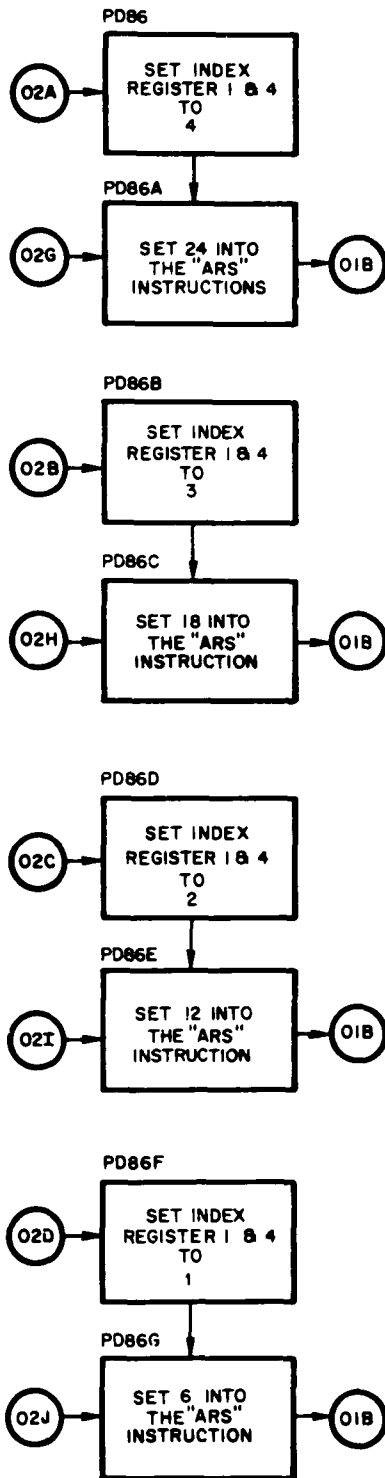 PD86
02A
SET INDEX
REGISTER 1 & 4
TO
4
PD86A
02G
SET 24 INTO
THE "ARS"
INSTRUCTIONS
01B
PD86B
02B
SET INDEX
REGISTER 1 & 4
TO
3
PD86C
02H
SET 18 INTO
THE "ARS"
INSTRUCTION
01B
PD86D
02C
SET INDEX
REGISTER 1 & 4
TO
2
PD86E
02I
SET 12 INTO
THE "ARS"
INSTRUCTION
01B
PD86F
02D
SET INDEX
REGISTER 1 & 4
TO
1
PD86G
02J
SET 6 INTO
THE "ARS"
INSTRUCTION
01B